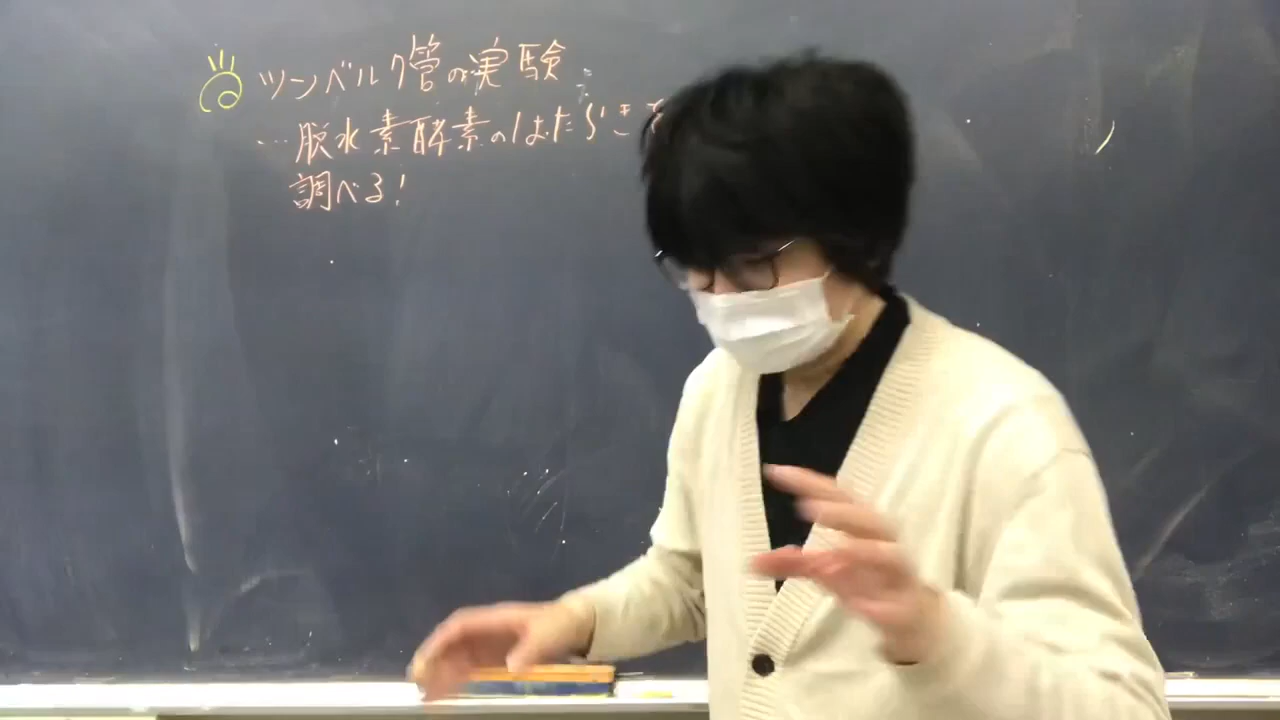 ツンベルク管の実験
…脱水素酵素のはたらきを
調べる!